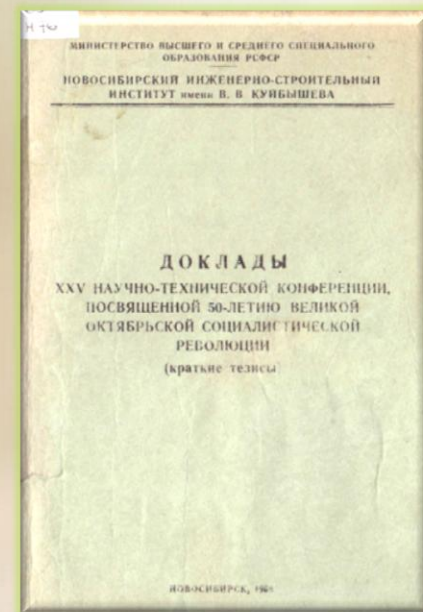 МИНИСТЕРСТВО ВЫСШЕГО И СРЕДНЕГО СПЕЦИАЛЬНОГО
ОБРАЗОВАНИЯ РСФСР
НОВОСИБИРСКИЙ ИНЖЕНЕРНО-СТРОИТЕЛЬНЫЙ
ИНСТИТУТ имени В. В. КУЙБЫШЕВА
ДОКЛАДЫ
XXV НАУЧНО-ТЕХНИЧЕСКОЙ КОНФЕРЕНЦИИ,
ПОСВЯЩЕННОЙ 50-ЛЕТИЮ ВЕЛИКОЙ
ОКТЯБРЬСКОЙ СОЦИАЛИСТИЧЕСКОЙ
РЕВОЛЮЦИИ
(краткие тезисы)
НОВОСИБИРСК,